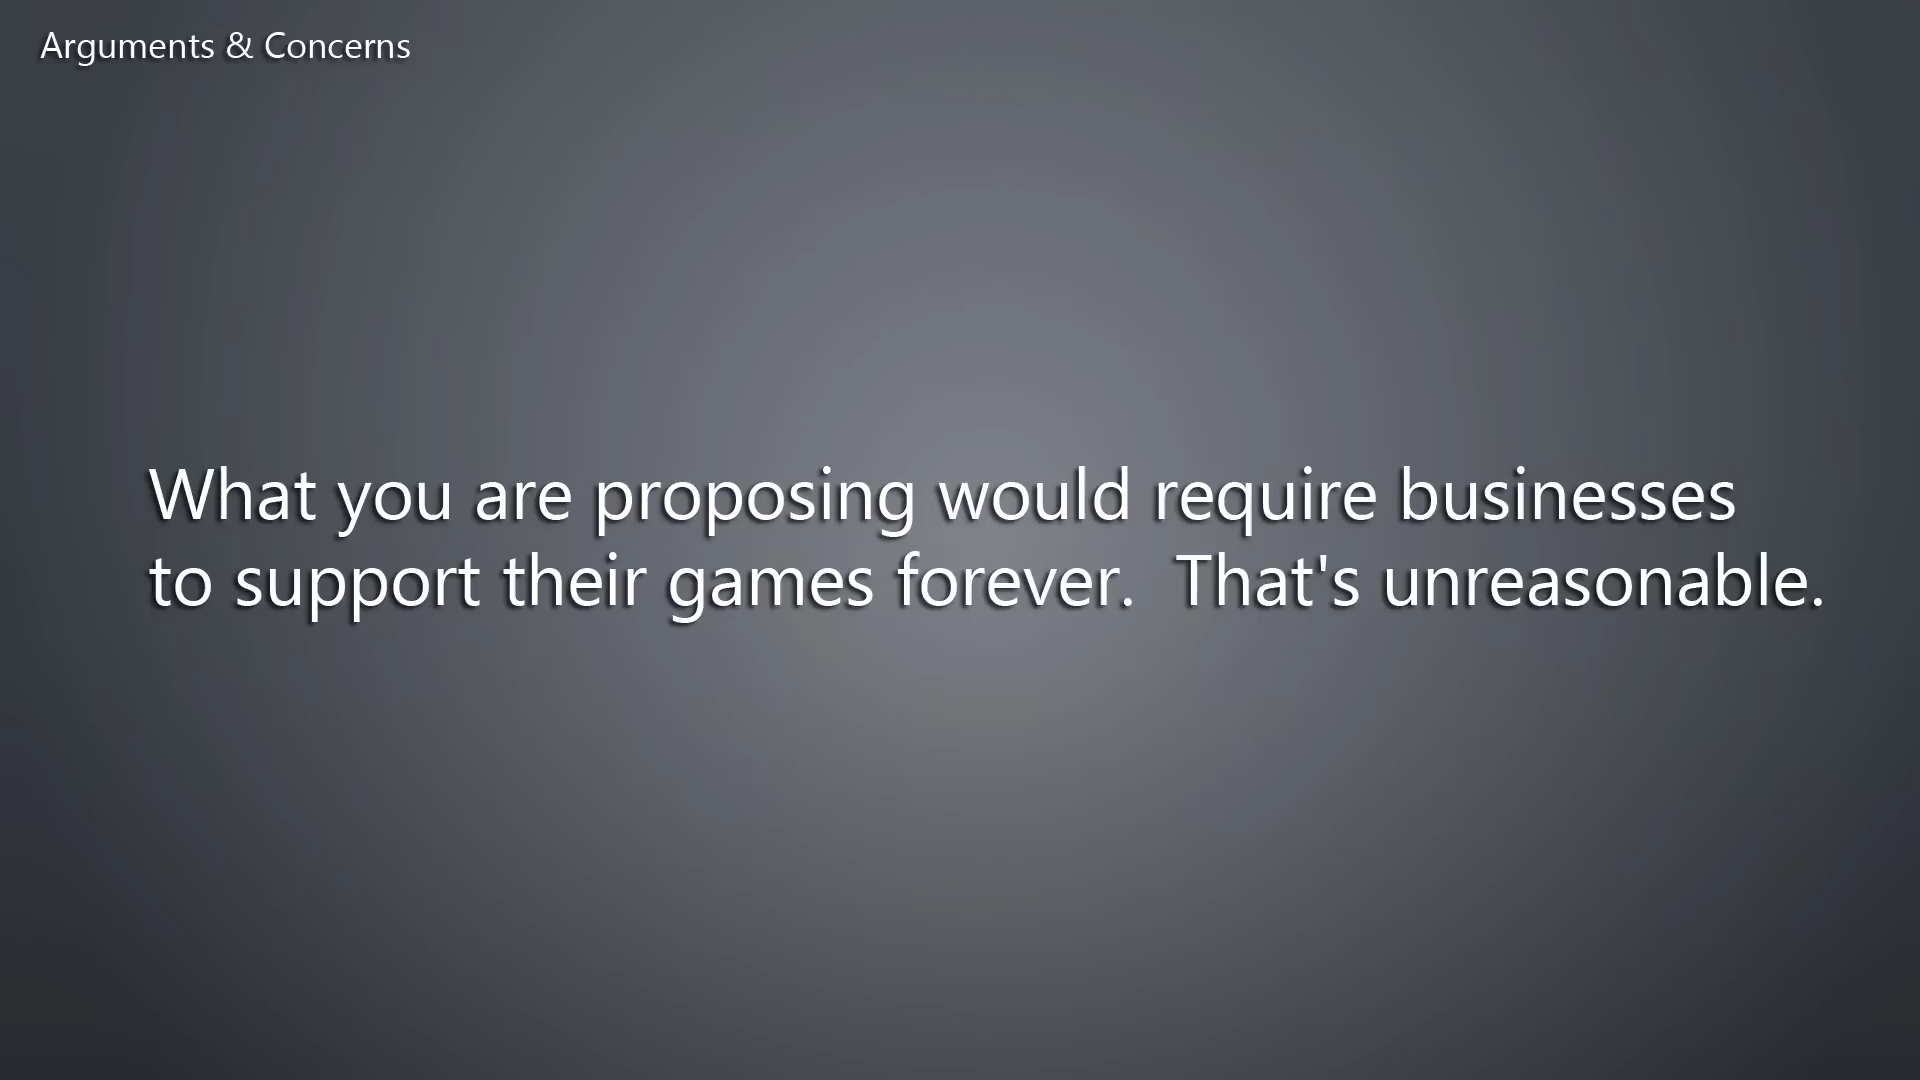 Arguments & Concerns
What you are proposing would require businesses
to support their games forever.  That's unreasonable.